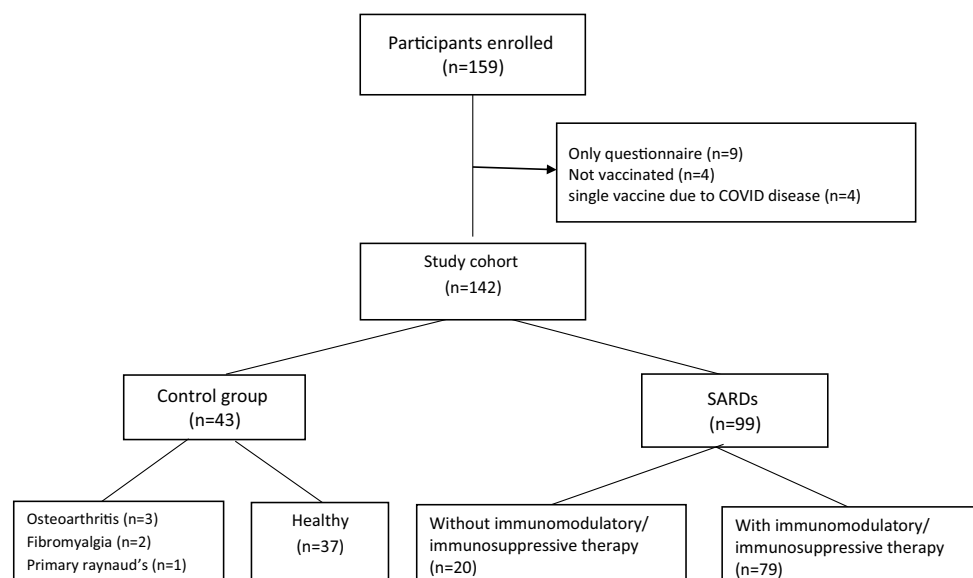 Participants enrolled
(n=159)
Only questionnaire (n=9)
Not vaccinated (n=4)
single vaccine due to COVID disease (n=4)
Study cohort
(n=142)
Control group
(n=43)
SARDs
(n=99)
Osteoarthritis (n=3)
Fibromyalgia (n=2)
Primary raynaud's (n=1)
Healthy
(n=37)
Without immunomodulatory/
immunosuppressive therapy
(n=20)
With immunomodulatory/
immunosuppressive therapy
(n=79)